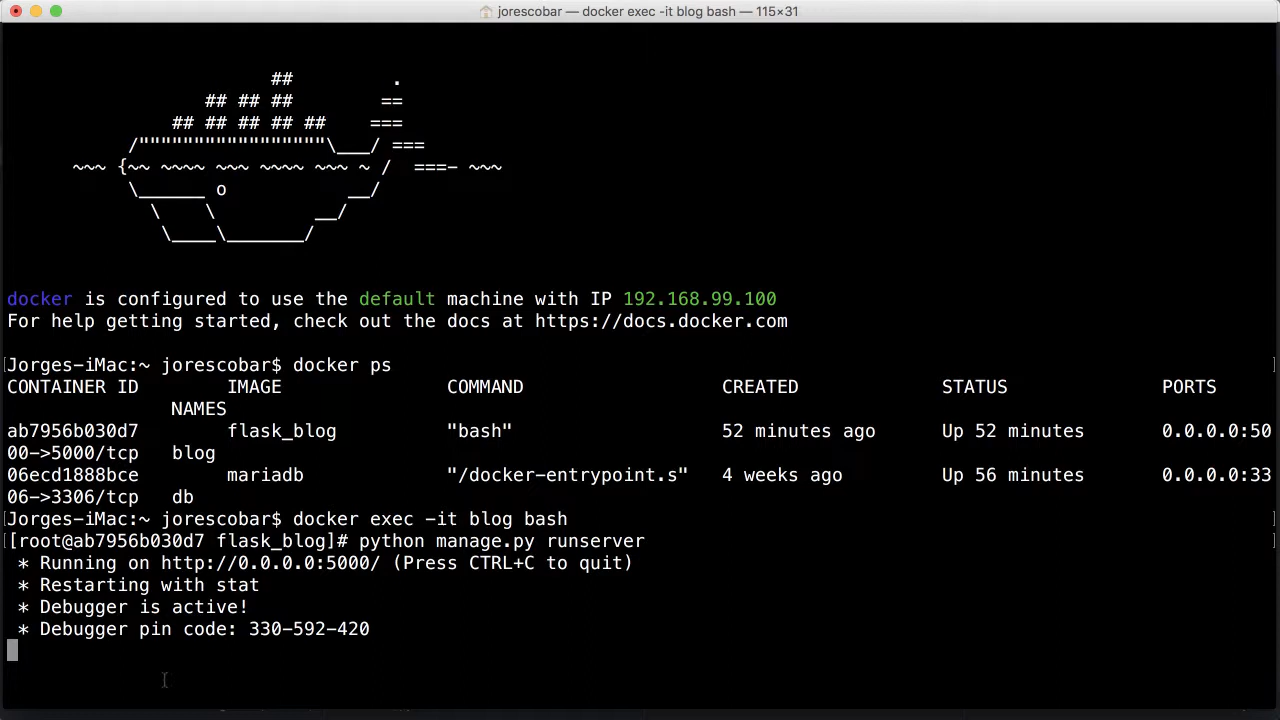 jorescobar — docker exec -it blog bash — 115×31
                        ##         .
                  ## ## ##        ==
               ## ## ## ## ##    ===
           /"""""""""""""""""\___/ ===
      ~~~ {~~ ~~~~ ~~~ ~~~~ ~~~ ~ /  ===- ~~~
           \______ o           __/
             \    \         __/
              \____\_______/
docker is configured to use the default machine with IP 192.168.99.100
For help getting started, check out the docs at https://docs.docker.com
[Jorges-iMac:~ jorescobar$ docker ps ]
CONTAINER ID        IMAGE               COMMAND                  CREATED             STATUS              PORTS
               NAMES
ab7956b030d7        flask_blog          "bash"                   52 minutes ago      Up 52 minutes       0.0.0.0:50
00->5000/tcp   blog
06ecd1888bce        mariadb             "/docker-entrypoint.s"   4 weeks ago         Up 56 minutes       0.0.0.0:33
06->3306/tcp   db
[Jorges-iMac:~ jorescobar$ docker exec -it blog bash ]
[[root@ab7956b030d7 flask_blog]# python manage.py runserver ]
 * Running on http://0.0.0.0:5000/ (Press CTRL+C to quit)
 * Restarting with stat
 * Debugger is active!
 * Debugger pin code: 330-592-420